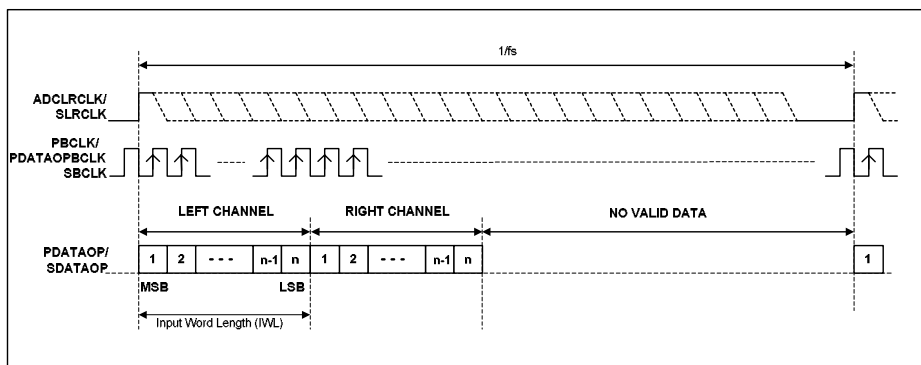 1/fs
ADCLRCLK/
SLRCLK
PBCLK/
PDATAOPBCLK
SBCLK
LEFT CHANNEL
RIGHT CHANNEL
NO VALID DATA
PDATAOP/
SDATAOP
1 2 - - - n-1 n 1 2 - - - n-1 n 1
MSB LSB
Input Word Length (IWL)